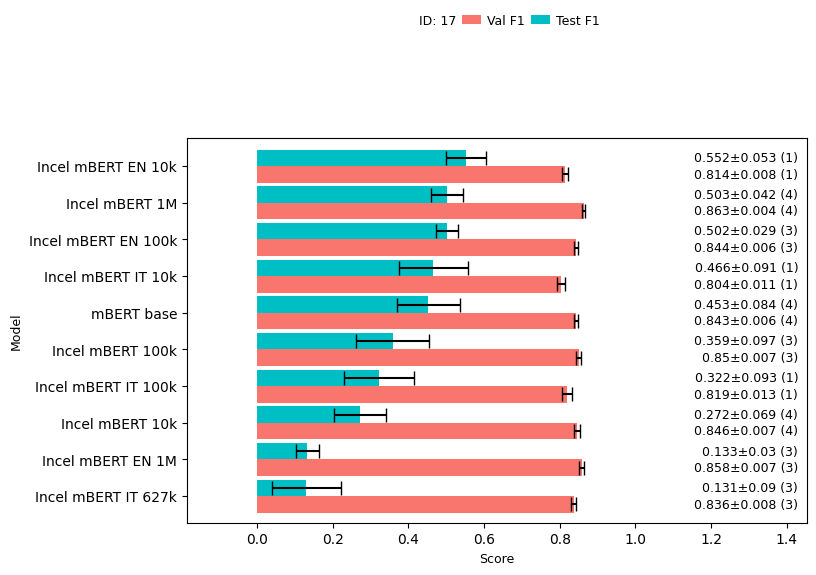 ID: 17 Val F1 Test F1
Model
Incel mBERT EN 10k 0.552±0.053 (1)
0.814±0.008 (1)
Incel mBERT 1M 0.503±0.042 (4)
0.863±0.004 (4)
Incel mBERT EN 100k 0.502±0.029 (3)
0.844±0.006 (3)
Incel mBERT IT 10k 0.466±0.091 (1)
0.804±0.011 (1)
mBERT base 0.453±0.084 (4)
0.843±0.006 (4)
Incel mBERT 100k 0.359±0.097 (3)
0.85±0.007 (3)
Incel mBERT IT 100k 0.322±0.093 (1)
0.819±0.013 (1)
Incel mBERT 10k 0.272±0.069 (4)
0.846±0.007 (4)
Incel mBERT EN 1M 0.133±0.03 (3)
0.858±0.007 (3)
Incel mBERT IT 627k 0.131±0.09 (3)
0.836±0.008 (3)
0.0 0.2 0.4 0.6 0.8 1.0 1.2 1.4
Score